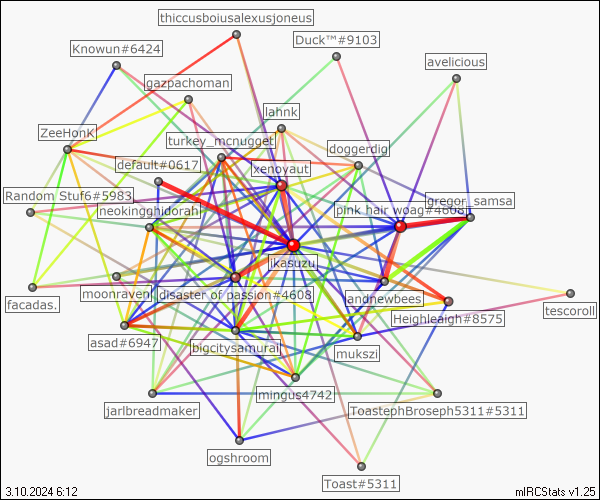 thiccusboiusalexusjoneus
Duck™#9103
Knowun#6424
avelicious
gazpachoman
lahnk
ZeeHonK
turkey_mcnugget
doggerdig
default#0617
xenoyaut
Random Stuf6#5983
gregor_samsa
neokingghidorah
pink hair woag#4608
ikasuzu
moonraven
disaster of passion#4608
andnewbees
facadas.
tescoroll
Heighleaigh#8575
asad#6947
bigcitysamurai
mukszi
mingus4742
jarlbreadmaker
ToastephBroseph5311#5311
ogshroom
Toast#5311
3.10.2024 6:12
mIRCStats v1.25